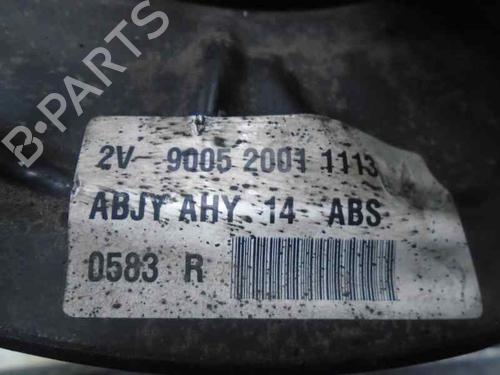 B-PARTS
2V- 9005 2001 1113
ABJY AHY 14 ABS
0583 R